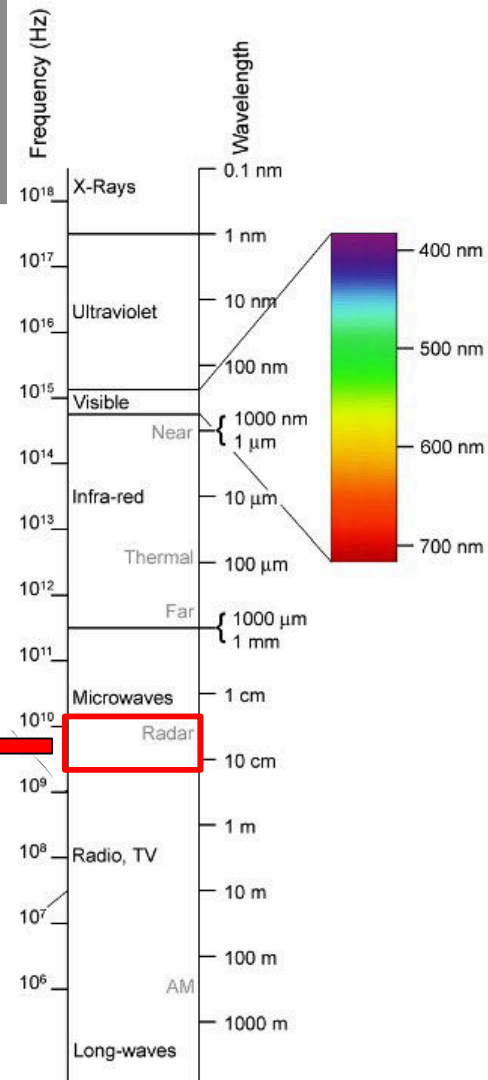 Frequency (Hz)
Wavelength
0.1 nm
10¹⁸
X-Rays
1 nm
400 nm
10¹⁷
10 nm
Ultraviolet
10¹⁶
500 nm
100 nm
10¹⁵
Visible
1000 nm
Near
1 µm
600 nm
10¹⁴
Infra-red
10 µm
10¹³
700 nm
Thermal
100 µm
10¹²
Far
1000 µm
1 mm
10¹¹
Microwaves
1 cm
10¹⁰
Radar
10 cm
10⁹
1 m
10⁸
Radio, TV
10 m
10⁷
100 m
10⁶
AM
1000 m
Long-waves